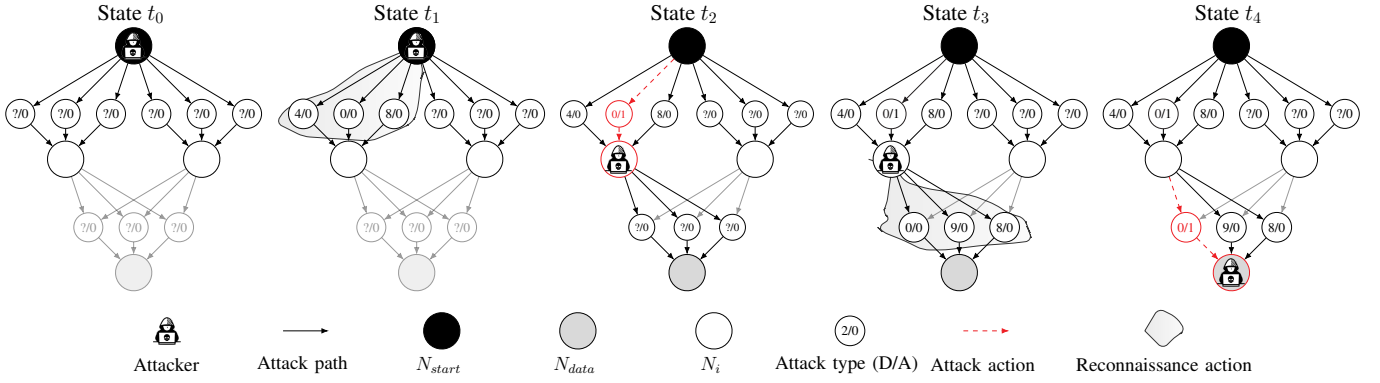 State t₀ State t₁ State t₂ State t₃ State t₄
?/0 ?/0 ?/0 ?/0 ?/0 ?/0 4/0 0/0 8/0 ?/0 ?/0 ?/0 4/0 0/1 8/0 ?/0 ?/0 ?/0 4/0 0/1 8/0 ?/0 ?/0 ?/0 4/0 0/1 8/0 ?/0 ?/0 ?/0
?/0 ?/0 ?/0 ?/0 ?/0 ?/0 ?/0 ?/0 ?/0 0/0 9/0 8/0 0/1 9/0 8/0
2/0
Attacker Attack path N_start N_data N_i Attack type (D/A) Attack action Reconnaissance action